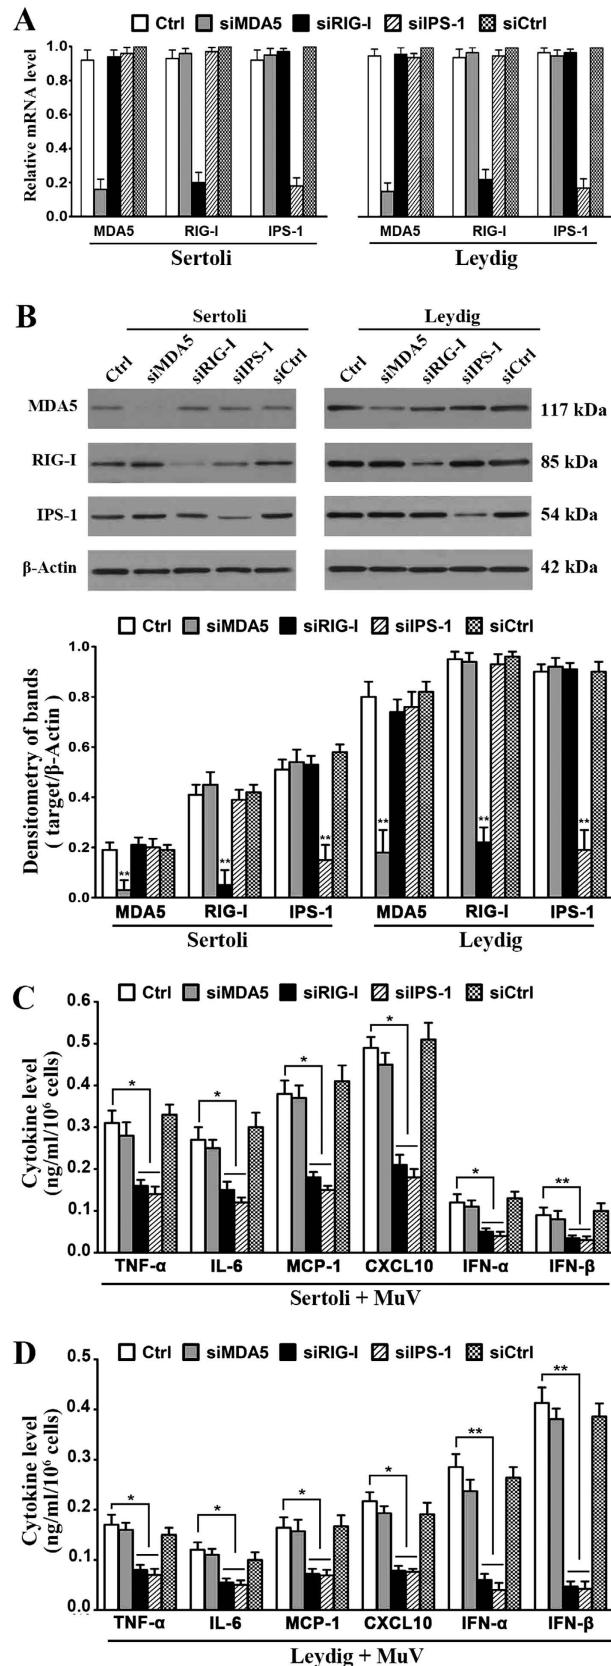 A
Ctrl siMDA5 siRIG-I siIPS-1 siCtrl
Relative mRNA level
1.0
0.8
0.6
0.4
0.2
0.0
MDA5 RIG-I IPS-1 MDA5 RIG-I IPS-1
Sertoli Leydig
B
Sertoli Leydig
Ctrl siMDA5 siRIG-I siIPS-1 siCtrl Ctrl siMDA5 siRIG-I siIPS-1 siCtrl
MDA5 117 kDa
RIG-I 85 kDa
IPS-1 54 kDa
β-Actin 42 kDa
Ctrl siMDA5 siRIG-I siIPS-1 siCtrl
Densitometry of bands
( target/β-Actin )
1.0
0.8
0.6
0.4
0.2
0.0
** ** ** ** ** **
MDA5 RIG-I IPS-1 MDA5 RIG-I IPS-1
Sertoli Leydig
C
Ctrl siMDA5 siRIG-I siIPS-1 siCtrl
Cytokine level
(ng/ml/10⁶ cells)
0.6
0.5
0.4
0.3
0.2
0.1
0.0
* * * * * **
TNF-α IL-6 MCP-1 CXCL10 IFN-α IFN-β
Sertoli + MuV
D
Ctrl siMDA5 siRIG-I siIPS-1 siCtrl
Cytokine level
(ng/ml/10⁶ cells)
0.5
0.4
0.3
0.2
0.1
* * * * ** **
TNF-α IL-6 MCP-1 CXCL10 IFN-α IFN-β
Leydig + MuV